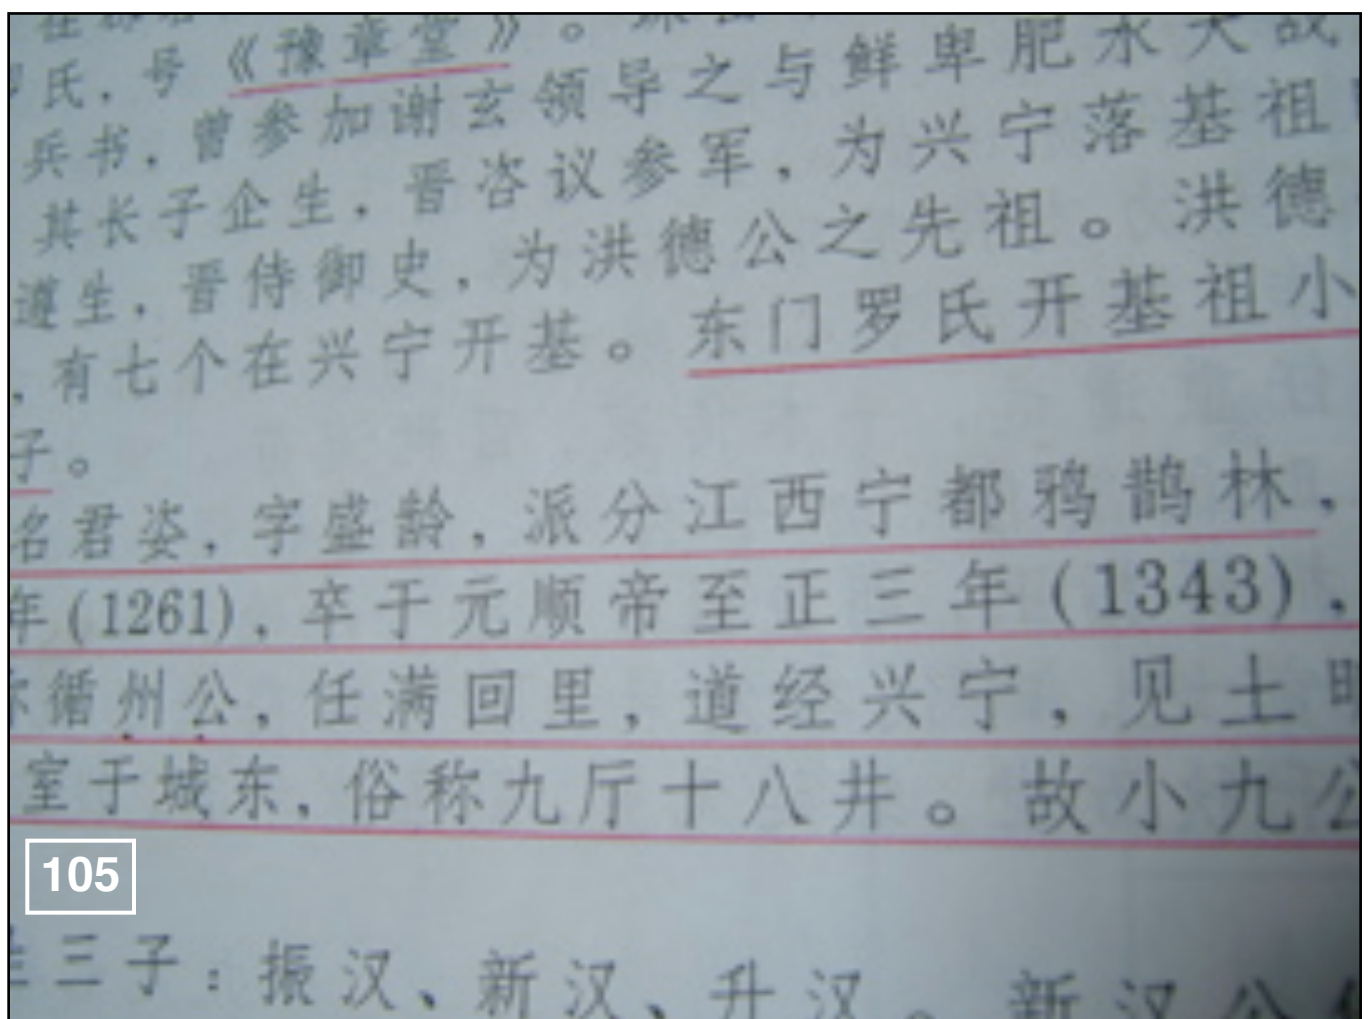 氏，号《豫章堂》。
兵书，曾参加谢玄领导之与鲜卑肥水大战
其长子企生，晋咨议参军，为兴宁落基祖
遵生，晋侍御史，为洪德公之先祖。洪德
，有七个在兴宁开基。东门罗氏开基祖小
子。
名君姿，字盛龄，派分江西宁都鸦鹊林，
年(1261)，卒于元顺帝至正三年(1343)，
循州公，任满回里，道经兴宁，见土
室于城东，俗称九厅十八井。故小九公
105
三子：振汉、新汉、升汉。新汉公